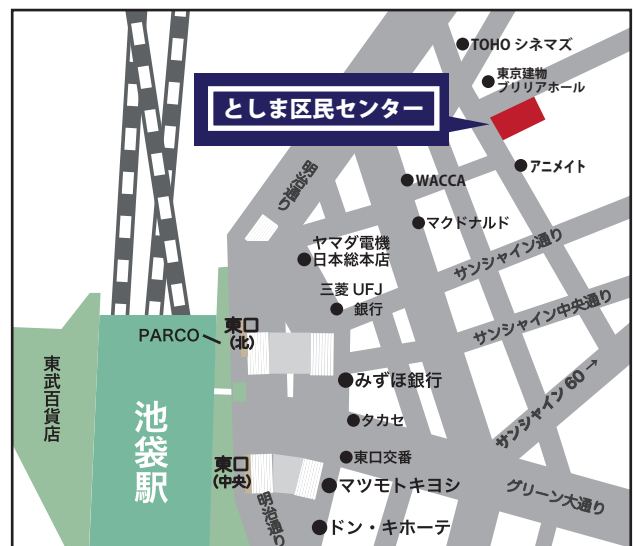 TOHO シネマズ
東京建物
ブリリアホール
としま区民センター
アニメイト
明治通り
WACCA
マクドナルド
ヤマダ電機
日本総本店
サンシャイン通り
三菱 UFJ
銀行
サンシャイン中央通り
PARCO
東口
(北)
東武百貨店
みずほ銀行
サンシャイン 60 →
池袋駅
タカセ
東口交番
東口
(中央)
マツモトキヨシ
グリーン大通り
明治通り
ドン・キホーテ